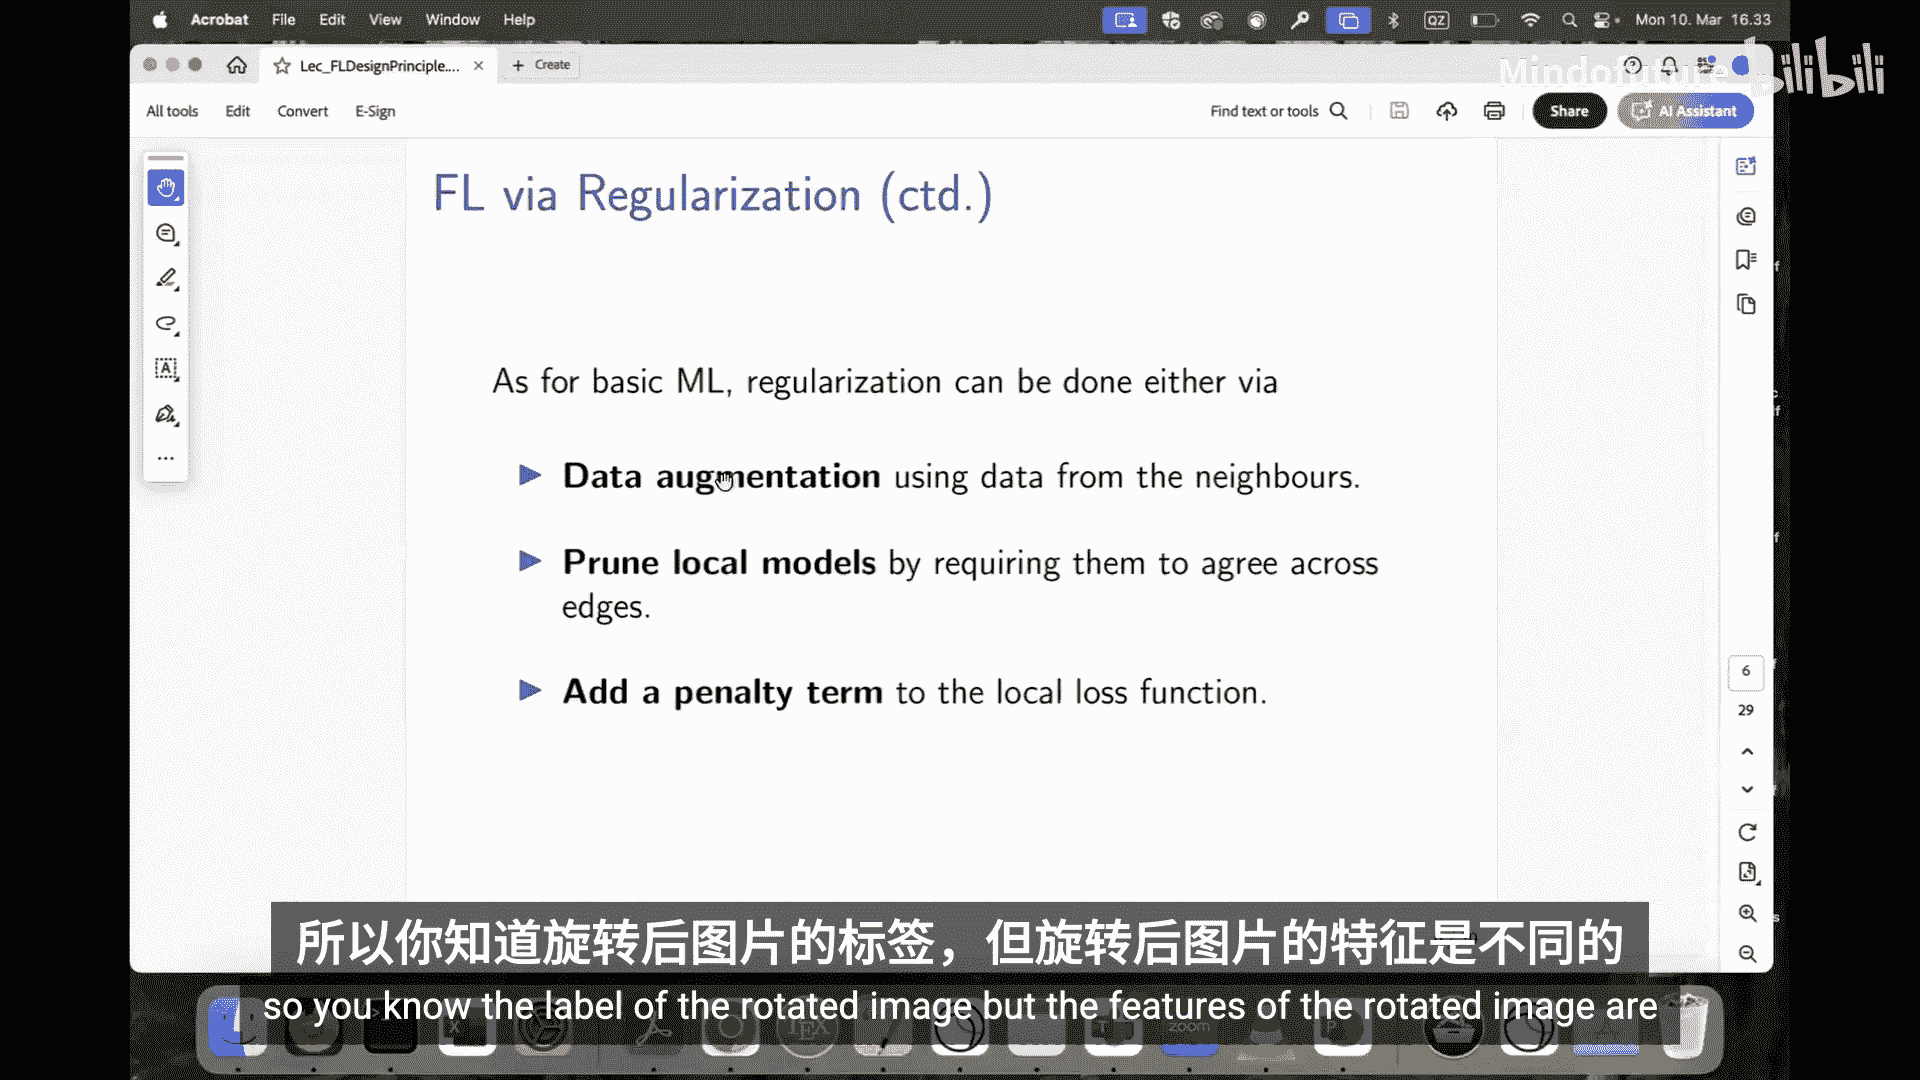 Acrobat File Edit View Window Help QZ Mon 10. Mar 16.33
Lec_FLDesignPrinciple.... × + Create
Mindofuture bilibili
All tools Edit Convert E-Sign Find text or tools Share AI Assistant
FL via Regularization (ctd.)
As for basic ML, regularization can be done either via
Data augmentation using data from the neighbours.
Prune local models by requiring them to agree across
edges.
Add a penalty term to the local loss function.
6
29
所以你知道旋转后图片的标签，但旋转后图片的特征是不同的
so you know the label of the rotated image but the features of the rotated image are
zoom